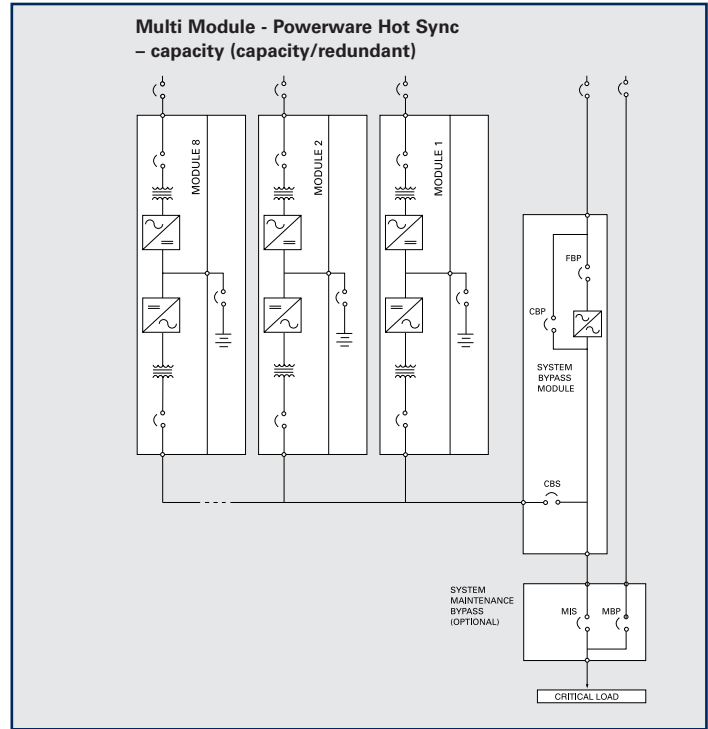 Multi Module - Powerware Hot Sync
– capacity (capacity/redundant)
MODULE 8
MODULE 2
MODULE 1
FBP
CBP
SYSTEM
BYPASS
MODULE
CBS
SYSTEM
MAINTENANCE
BYPASS
(OPTIONAL)
MIS
MBP
CRITICAL LOAD